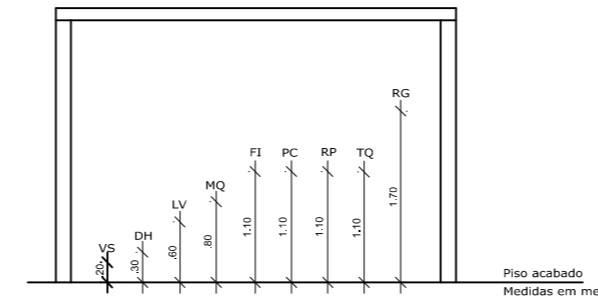 RG
FI
PC
RP
TQ
MQ
LV
DH
VS
.20
.30
.60
.80
1.10
1.10
1.10
1.10
1.70
Piso acabado
Medidas em me